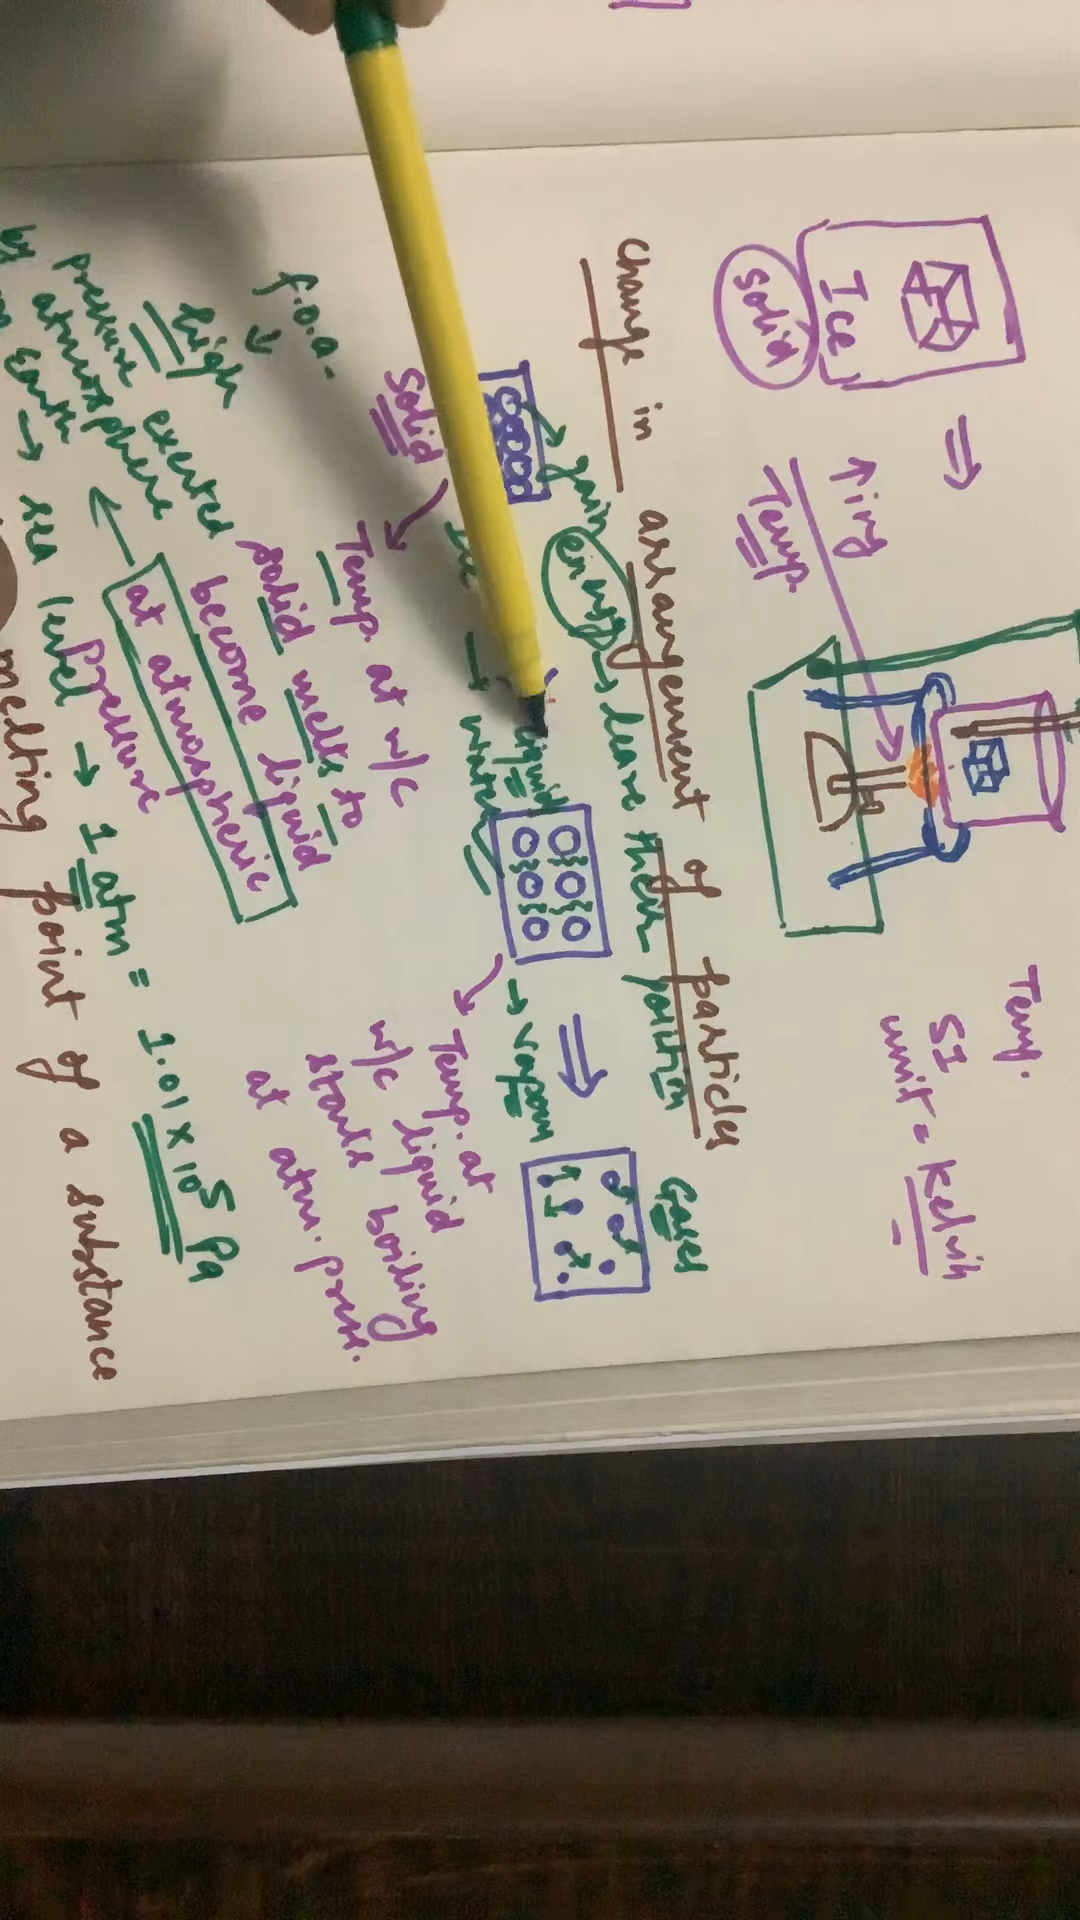 Ice
Solid
⇒
↑ing
Temp.
Temp.
SI
unit = Kelvin
Change in arrangement of particles
gain energy → leave their position
Gases
Solid
liquid
→ water → vapour
Temp. at w/c
solid melts to
become liquid
at atmospheric
pressure
Temp. at
w/c liquid
starts boiling
at atm. press.
f.o.a.
↓
high
pressure exerted
by atmosphere
on Earth → sea level → 1 atm = 1.01 × 10⁵ Pa
melting point of a substance